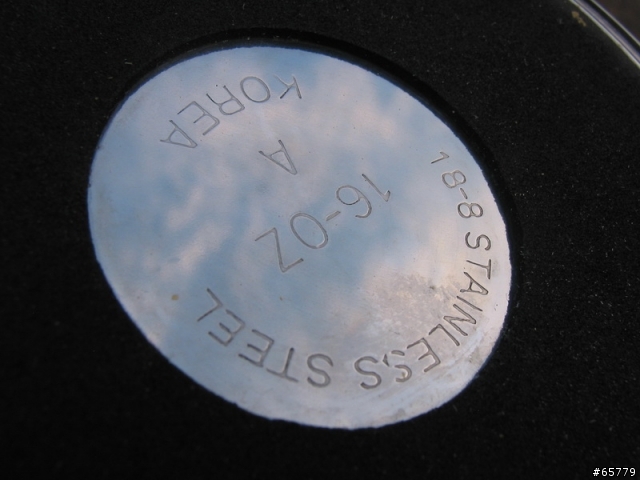 18-8 STAINLESS STEEL
16-OZ
A
KOREA
#65779